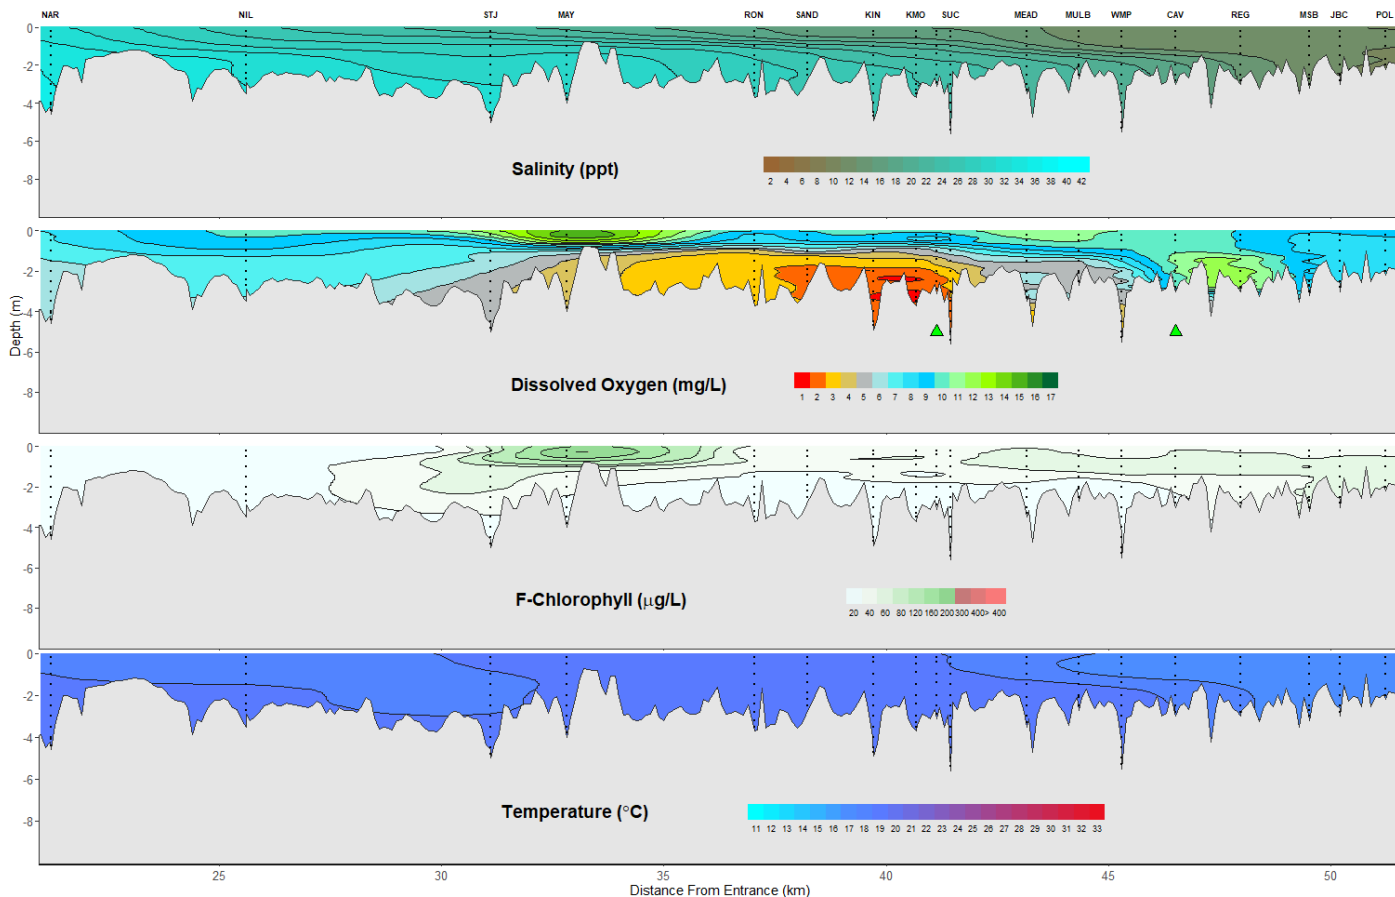 NAR NIL STJ MAY RON SAND KIN KMO SUC MEAD MULB WMP CAV REG MSB JBC POL
0
-2
-4
-6
-8
Salinity (ppt)
2 4 6 8 10 12 14 16 18 20 22 24 26 28 30 32 34 36 38 40 42
0
-2
-4
-6
-8
Depth (m)
Dissolved Oxygen (mg/L)
1 2 3 4 5 6 7 8 9 10 11 12 13 14 15 16 17
0
-2
-4
-6
-8
F-Chlorophyll (μg/L)
20 40 60 80 120 160 200 300 400 > 400
0
-2
-4
-6
-8
Temperature (°C)
11 12 13 14 15 16 17 18 19 20 21 22 23 24 25 26 27 28 29 30 31 32 33
25 30 35 40 45 50
Distance From Entrance (km)